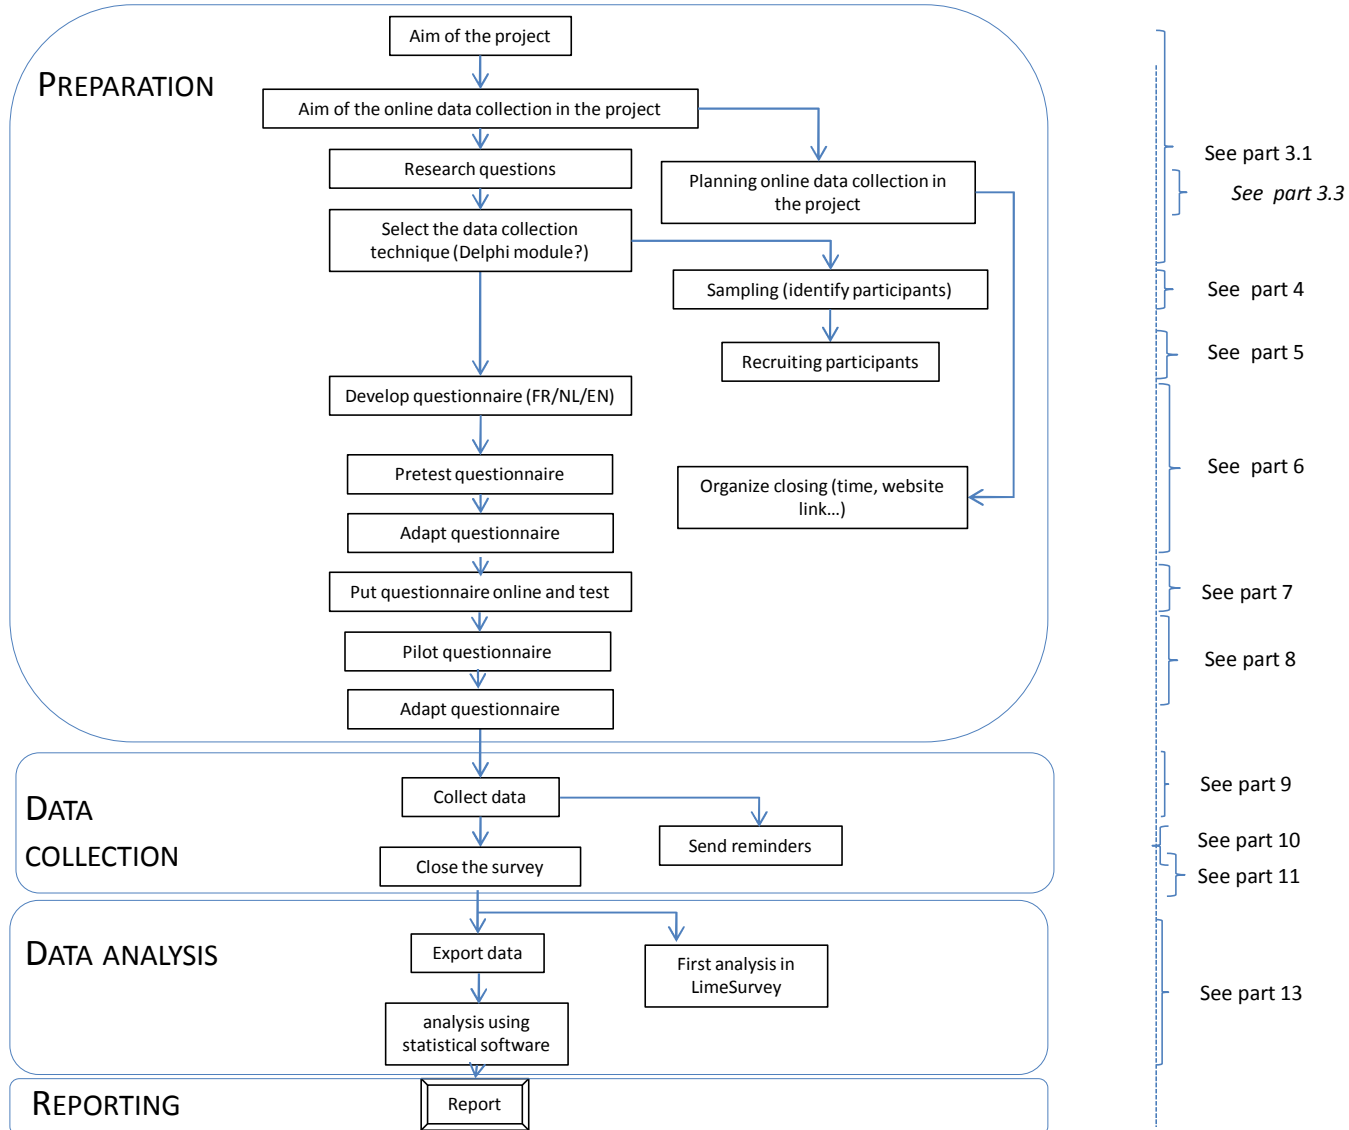 Aim of the project
PREPARATION
Aim of the online data collection in the project
Research questions
Planning online data collection in
the project
Select the data collection
technique (Delphi module?)
Sampling (identify participants)
Recruiting participants
Develop questionnaire (FR/NL/EN)
Pretest questionnaire
Organize closing (time, website
link...)
Adapt questionnaire
Put questionnaire online and test
Pilot questionnaire
Adapt questionnaire
See part 3.1
See part 3.3
See part 4
See part 5
See part 6
See part 7
See part 8
DATA
COLLECTION
Collect data
Send reminders
Close the survey
See part 9
See part 10
See part 11
DATA ANALYSIS
Export data
First analysis in
LimeSurvey
analysis using
statistical software
See part 13
REPORTING
Report